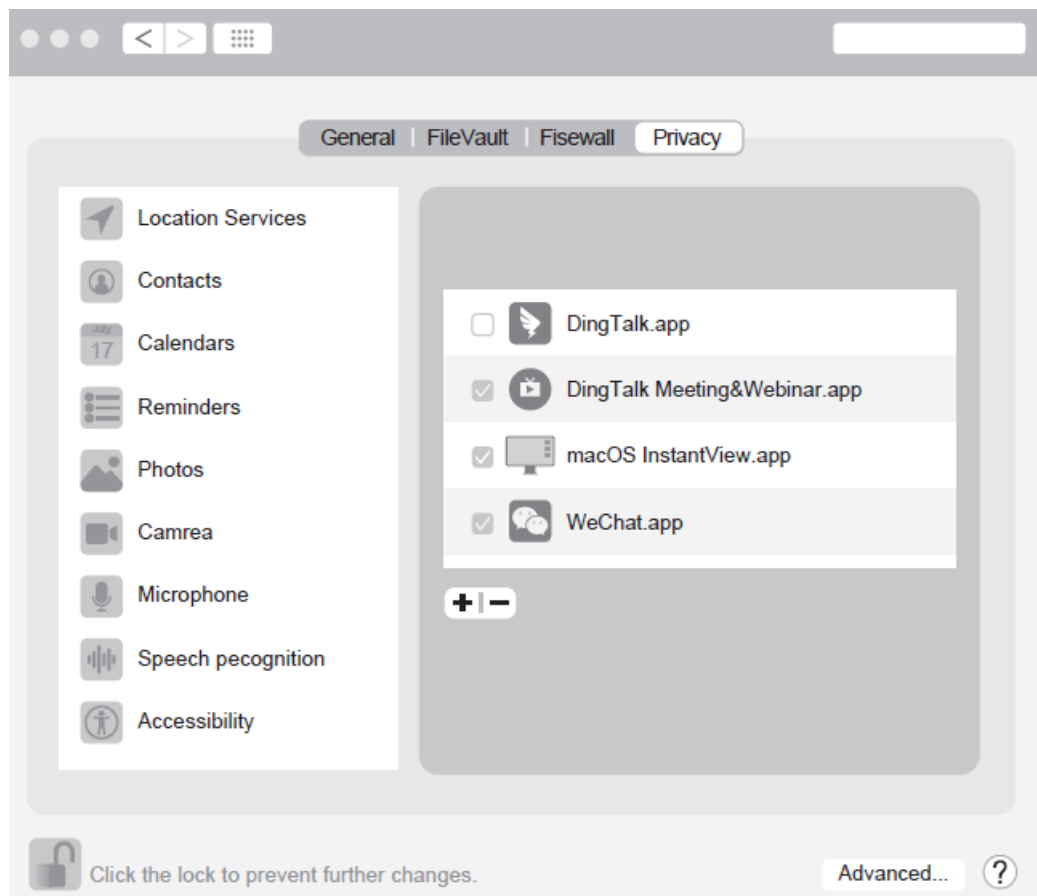 General FileVault Fisewall Privacy
Location Services
Contacts
July
17
Calendars
Reminders
Photos
Camrea
Microphone
Speech pecognition
Accessibility
DingTalk.app
DingTalk Meeting&Webinar.app
macOS InstantView.app
WeChat.app
Click the lock to prevent further changes.
Advanced... ?